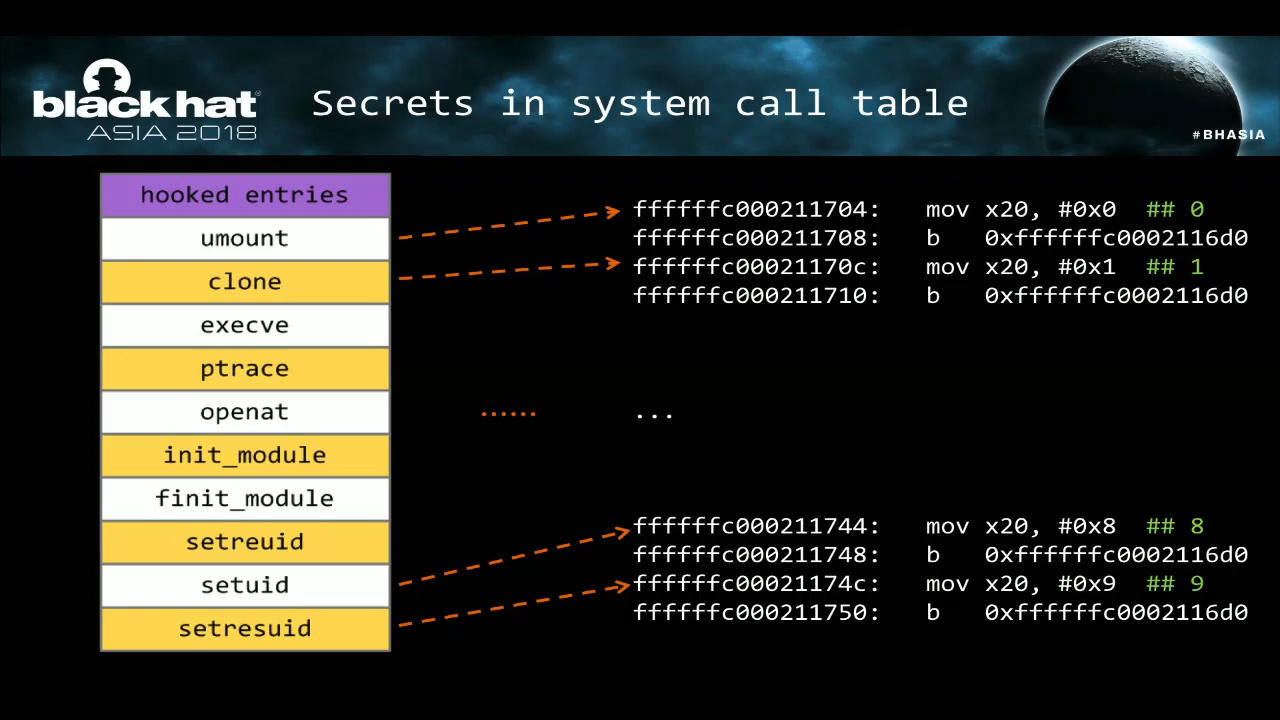 black hat
ASIA 2018
Secrets in system call table
#BHASIA
hooked entries
umount
clone
execve
ptrace
openat
init_module
finit_module
setreuid
setuid
setresuid
......
ffffffc000211704: mov x20, #0x0 ## 0
ffffffc000211708: b 0xffffffc0002116d0
ffffffc00021170c: mov x20, #0x1 ## 1
ffffffc000211710: b 0xffffffc0002116d0
...
ffffffc000211744: mov x20, #0x8 ## 8
ffffffc000211748: b 0xffffffc0002116d0
ffffffc00021174c: mov x20, #0x9 ## 9
ffffffc000211750: b 0xffffffc0002116d0